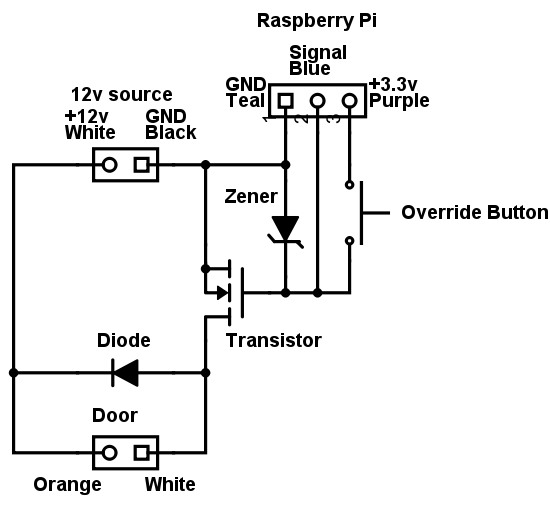 Raspberry Pi
Signal
Blue
GND
Teal
+3.3v
Purple
1
2
3
12v source
+12v
White
GND
Black
Zener
Override Button
Transistor
Diode
Door
Orange
White